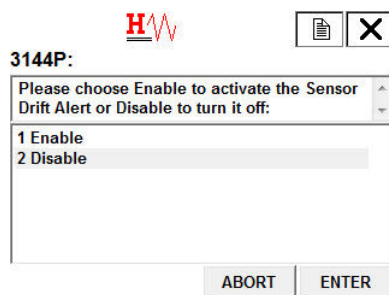 H
3144P:
Please choose Enable to activate the Sensor
Drift Alert or Disable to turn it off:
1 Enable
2 Disable
ABORT ENTER